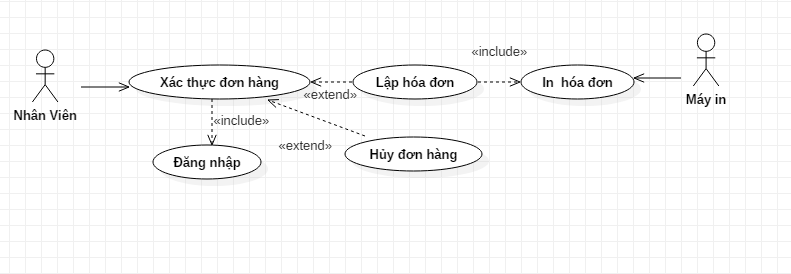 «include»
Xác thực đơn hàng
Lập hóa đơn
In  hóa đơn
«extend»
Máy in
Nhân Viên
«include»
«extend»
Hủy đơn hàng
Đăng nhập